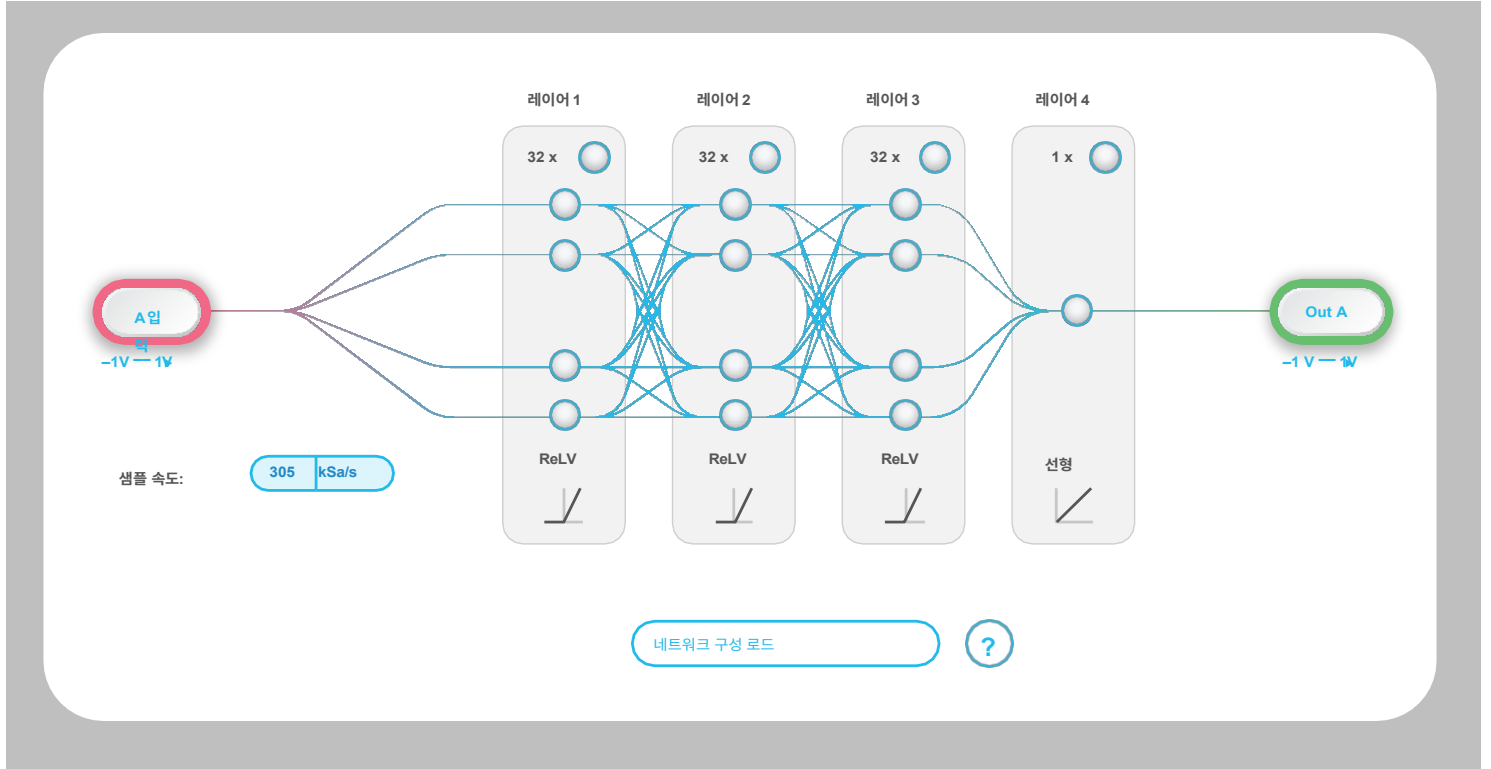 레이어 1
레이어 2
레이어 3
레이어 4
32 x
32 x
32 x
1 x
A 입
력
–1V — 1V
Out A
–1 V — 1V
ReLV
ReLV
ReLV
선형
샘플 속도:
305 kSa/s
네트워크 구성 로드
?